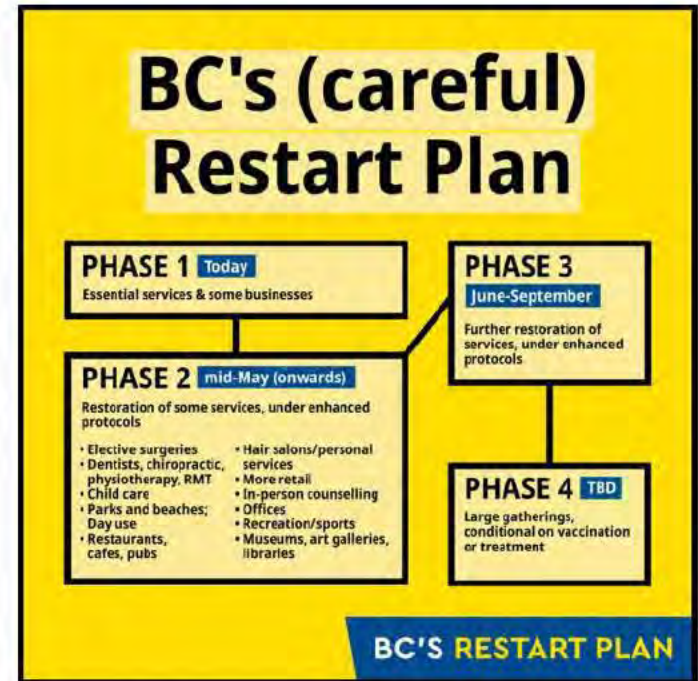 BC's (careful)
Restart Plan
PHASE 1 Today
Essential services & some businesses
PHASE 2 mid-May (onwards)
Restoration of some services, under enhanced
protocols
• Elective surgeries
• Dentists, chiropractic,
physiotherapy, RMT
• Child care
• Parks and beaches;
Day use
• Restaurants,
cafes, pubs
• Hair salons/personal
services
• More retail
• In-person counselling
• Offices
• Recreation/sports
• Museums, art galleries,
libraries
PHASE 3
June-September
Further restoration of
services, under enhanced
protocols
PHASE 4 TBD
Large gatherings,
conditional on vaccination
or treatment
BC'S RESTART PLAN